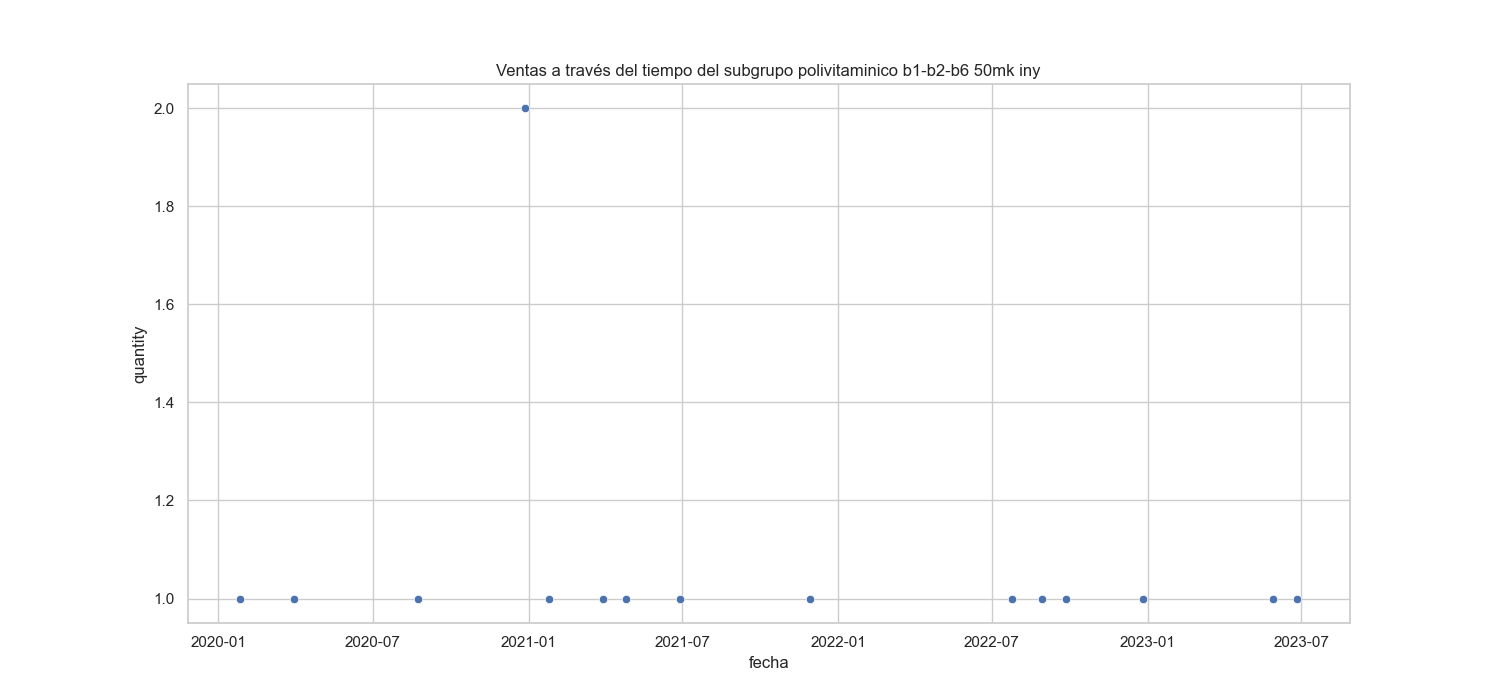 Ventas a través del tiempo del subgrupo polivitaminico b1-b2-b6 50mk iny
quantity
2.0
1.8
1.6
1.4
1.2
1.0
2020-01 2020-07 2021-01 2021-07 2022-01 2022-07 2023-01 2023-07
fecha